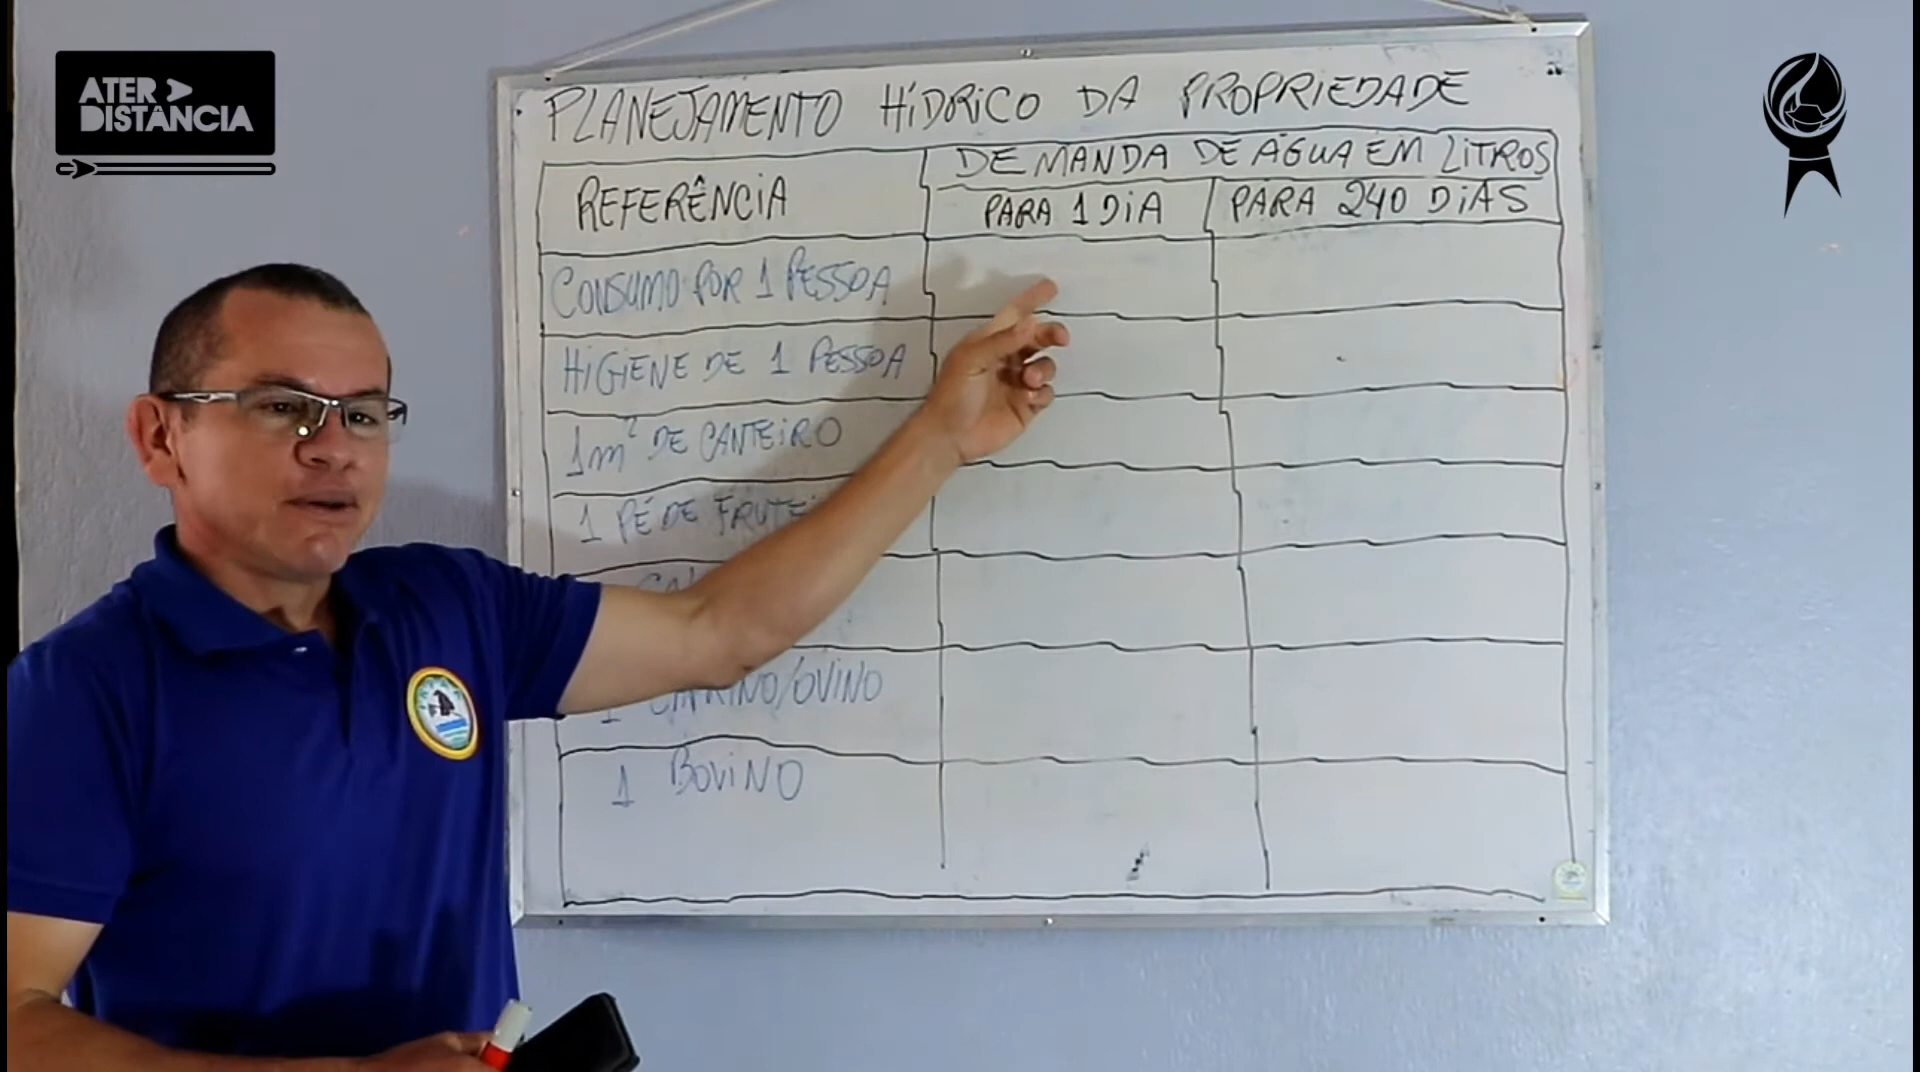 ATER
DISTÂNCIA
PLANEJAMENTO HÍDRICO DA PROPRIEDADE
REFERÊNCIA
DEMANDA DE ÁGUA EM LITROS
PARA 1 DIA
PARA 240 DIAS
CONSUMO POR 1 PESSOA
HIGIENE DE 1 PESSOA
1m² DE CANTEIRO
1 PÉ DE
1 /OVINO
1 BOVINO